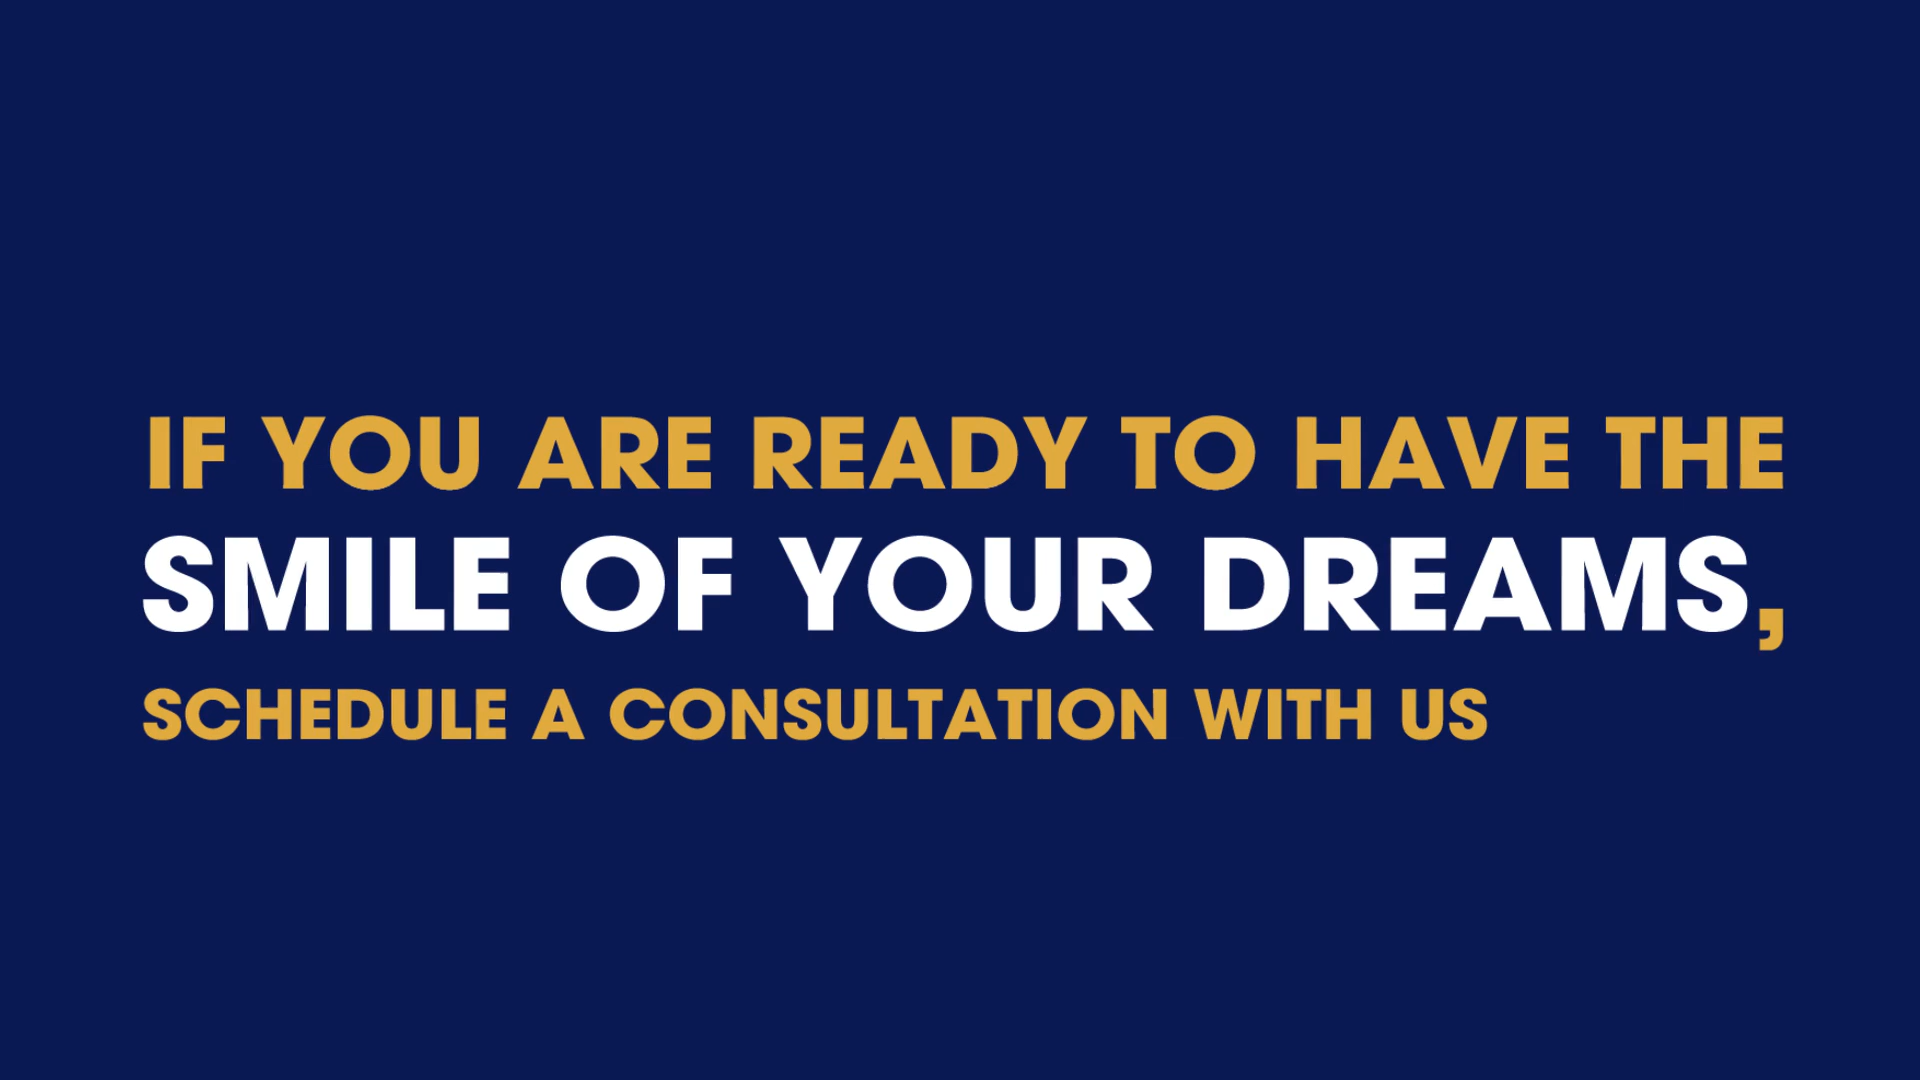 IF YOU ARE READY TO HAVE THE
SMILE OF YOUR DREAMS,
SCHEDULE A CONSULTATION WITH US